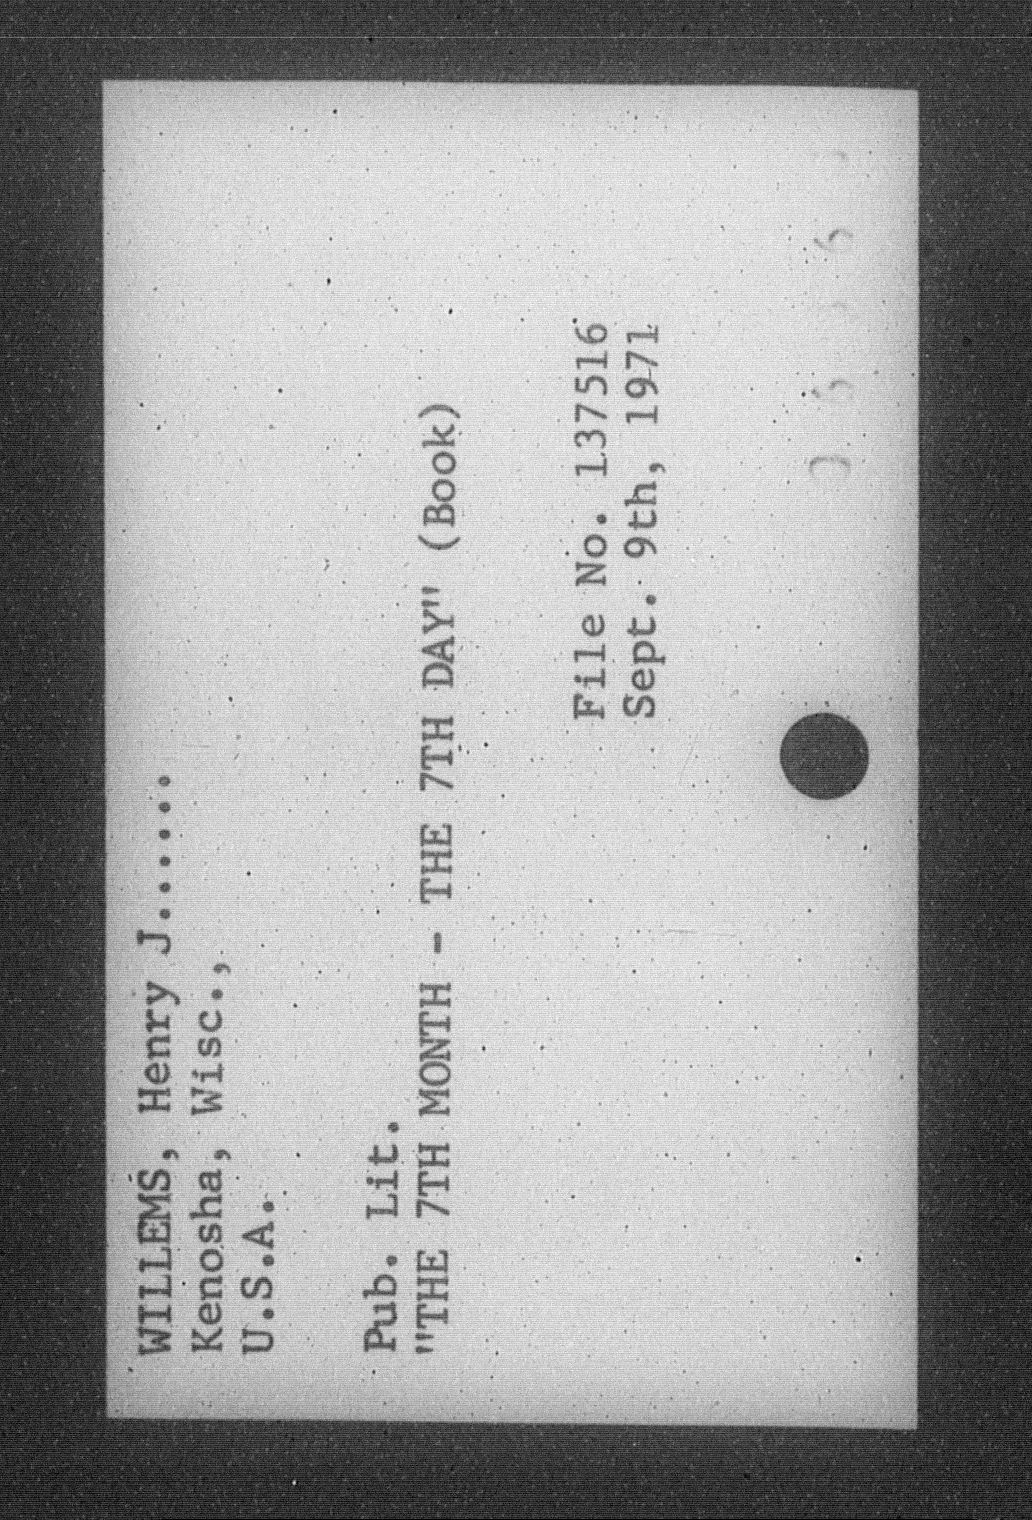 WILLEMS, Henry J......
Kenosha, Wisc.,
U.S.A.
Pub. Lit.
"THE 7TH MONTH - THE 7TH DAY" (Book)
File No. 137516
Sept. 9th, 1971